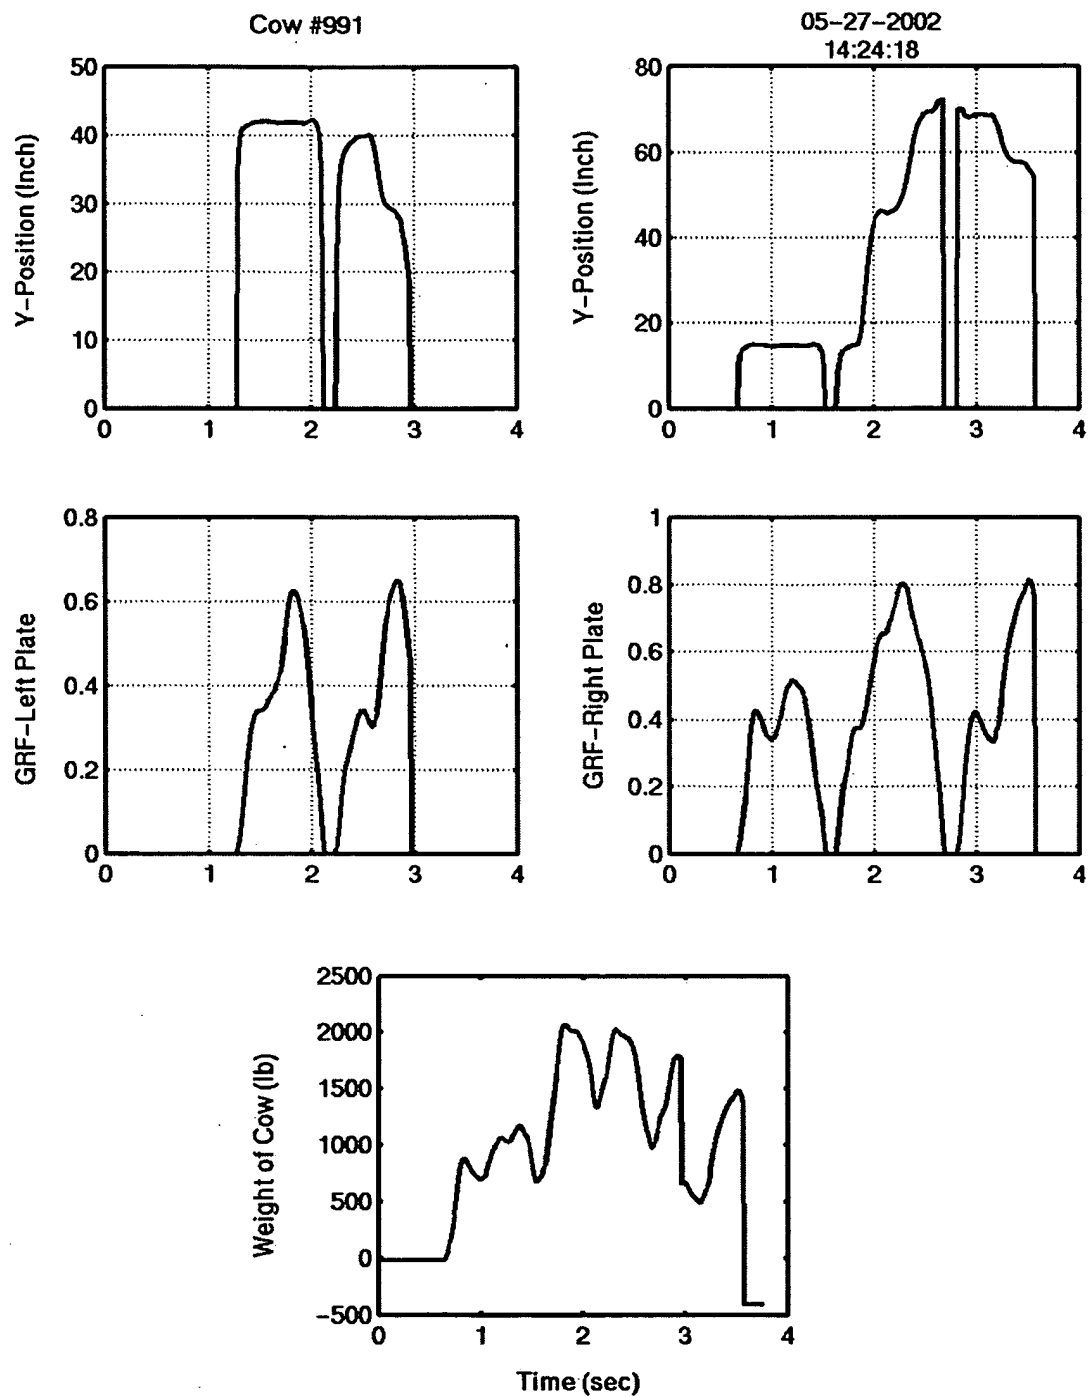 Cow #991
05-27-2002
14:24:18
Y-Position (Inch)
50
40
30
20
10
0
0 1 2 3 4
Y-Position (Inch)
80
60
40
20
0
0 1 2 3 4
GRF-Left Plate
0.8
0.6
0.4
0.2
0
0 1 2 3 4
GRF-Right Plate
1
0.8
0.6
0.4
0.2
0
0 1 2 3 4
Weight of Cow (lb)
2500
2000
1500
1000
500
0
-500
0 1 2 3 4
Time (sec)